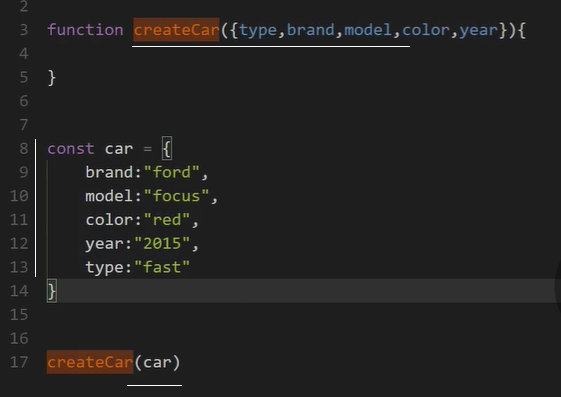 2
3 function createCar({type,brand,model,color,year}){
4
5 }
6
7
8 const car = {
9     brand:"ford",
10     model:"focus",
11     color:"red",
12     year:"2015",
13     type:"fast"
14 }
15
16
17 createCar(car)